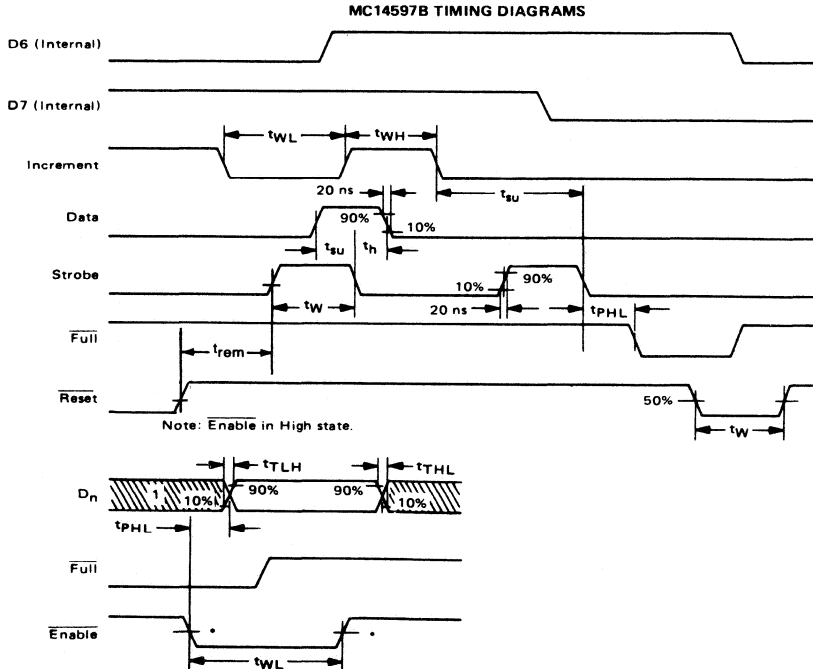 MC14597B TIMING DIAGRAMS
D6 (Internal)
D7 (Internal)
tWL
tWH
Increment
20 ns
tsu
Data
90%
10%
tsu
th
Strobe
10%
90%
tW
20 ns
tPHL
Full
trem
Reset
50%
Note: Enable in High state.
tW
tTLH
tTHL
Dn
1
10%
90%
90%
10%
tPHL
Full
Enable
tWL